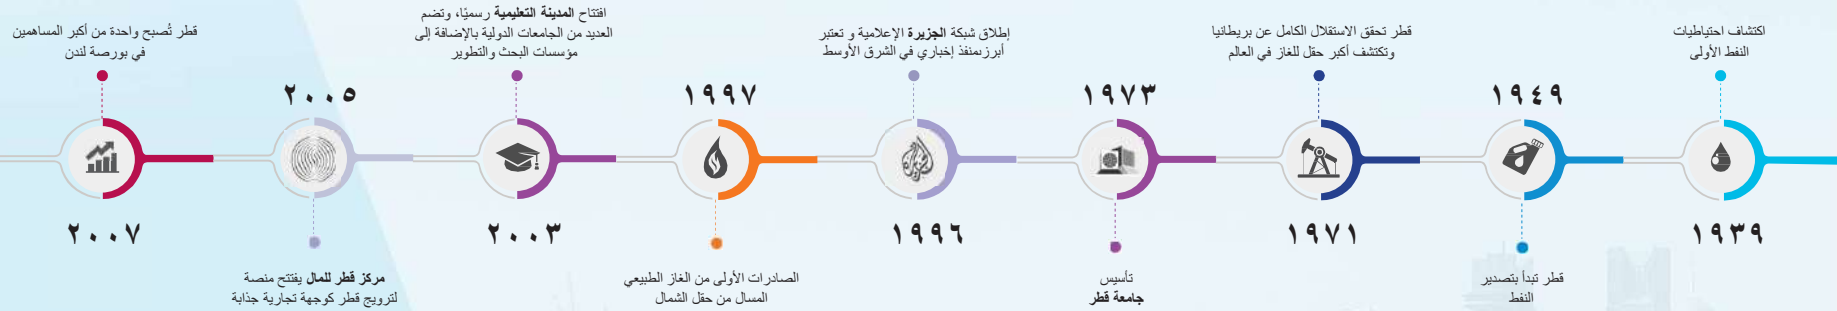 اكتشاف احتياطيات
النفط الأولى
١٩٣٩
١٩٤٩
قطر تبدأ بتصدير
النفط
قطر تحقق الاستقلال الكامل عن بريطانيا
وتكتشف أكبر حقل للغاز في العالم
١٩٧١
١٩٧٣
تأسيس
جامعة قطر
إطلاق شبكة الجزيرة الإعلامية و تعتبر
أبرزمنفذ إخباري في الشرق الأوسط
١٩٩٦
١٩٩٧
الصادرات الأولى من الغاز الطبيعي
المسال من حقل الشمال
افتتاح المدينة التعليمية رسميًا، وتضم
العديد من الجامعات الدولية بالإضافة إلى
مؤسسات البحث والتطوير
٢٠٠٣
٢٠٠٥
مركز قطر للمال يفتتح منصة
لترويج قطر كوجهة تجارية جذابة
قطر تُصبح واحدة من أكبر المساهمين
في بورصة لندن
٢٠٠٧